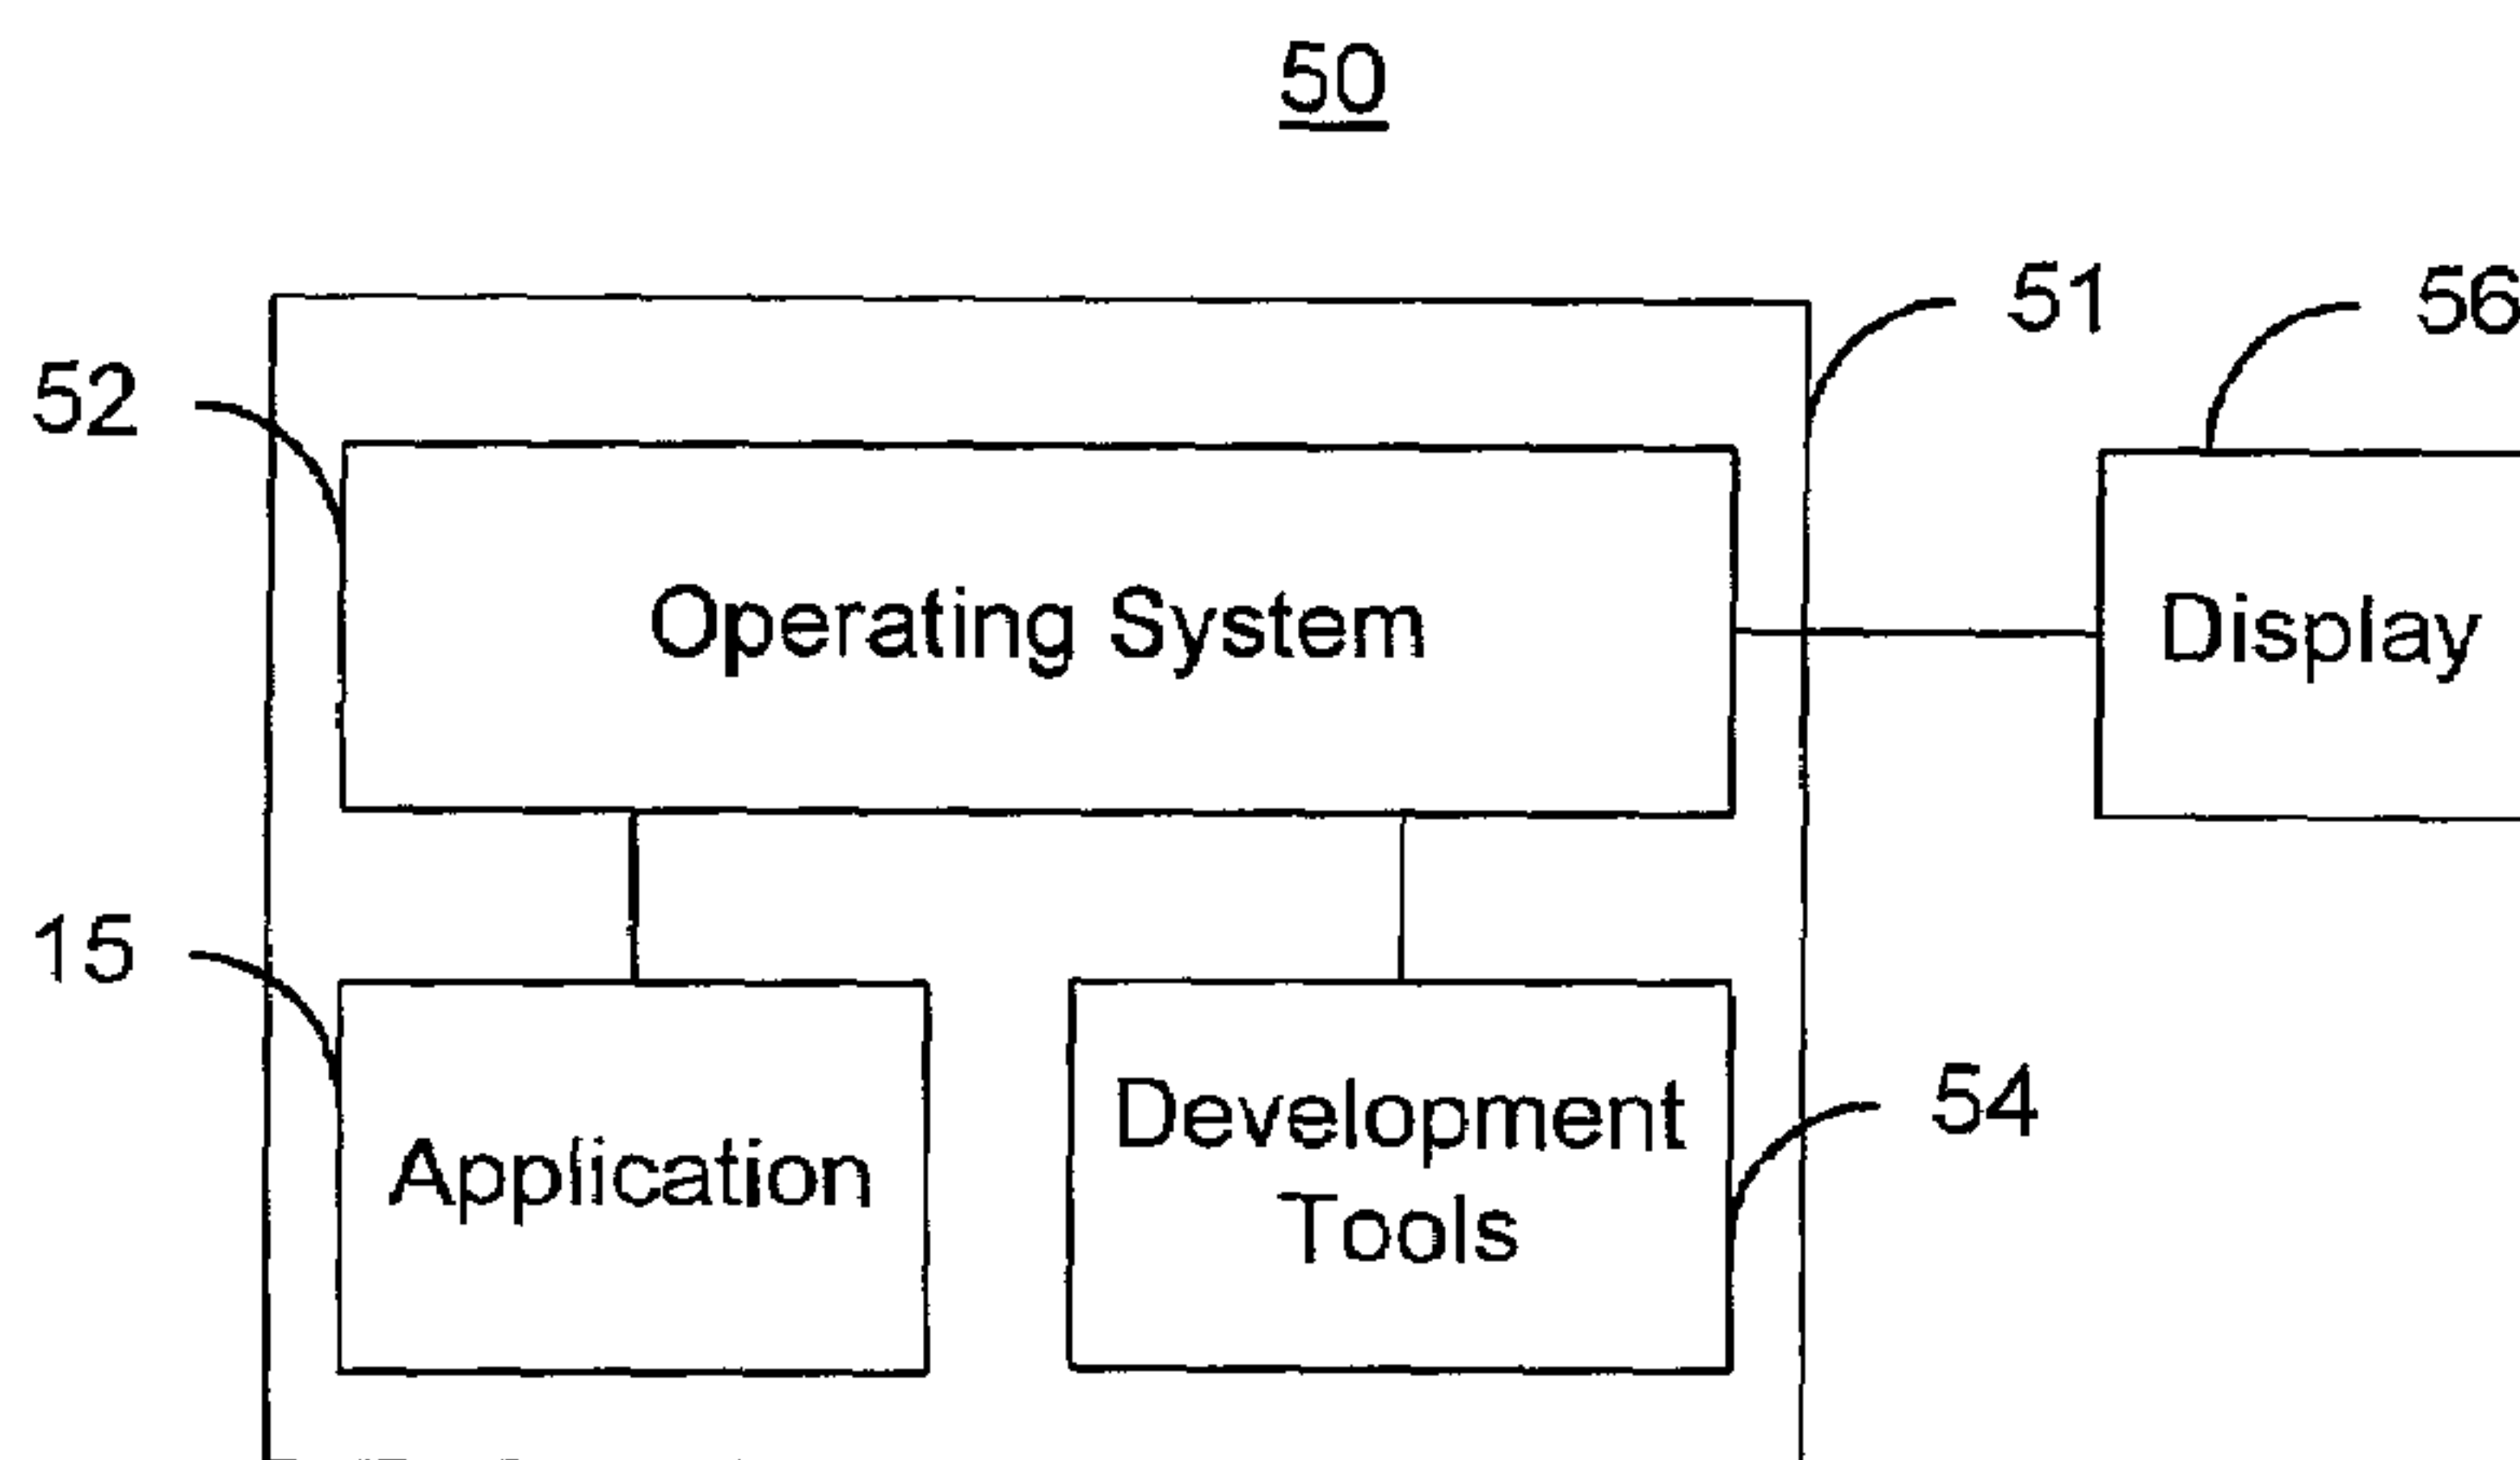 50
51
56
52
Operating System
Display
15
54
Development
Application
Tools